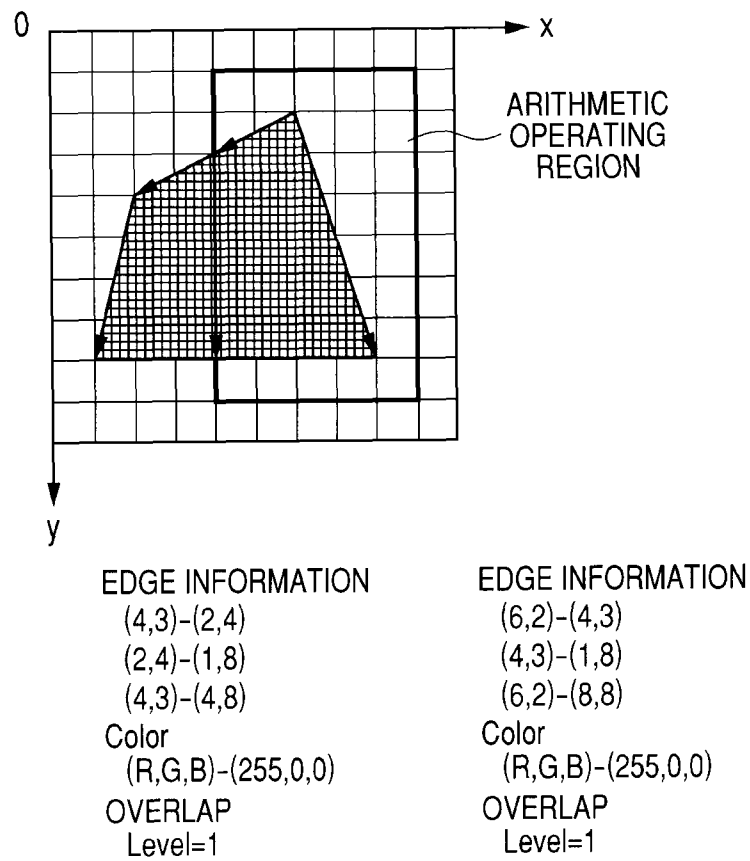 0
x
ARITHMETIC
OPERATING
REGION
y
EDGE INFORMATION
(4,3)-(2,4)
(2,4)-(1,8)
(4,3)-(4,8)
Color
(R,G,B)-(255,0,0)
OVERLAP
Level=1
EDGE INFORMATION
(6,2)-(4,3)
(4,3)-(1,8)
(6,2)-(8,8)
Color
(R,G,B)-(255,0,0)
OVERLAP
Level=1